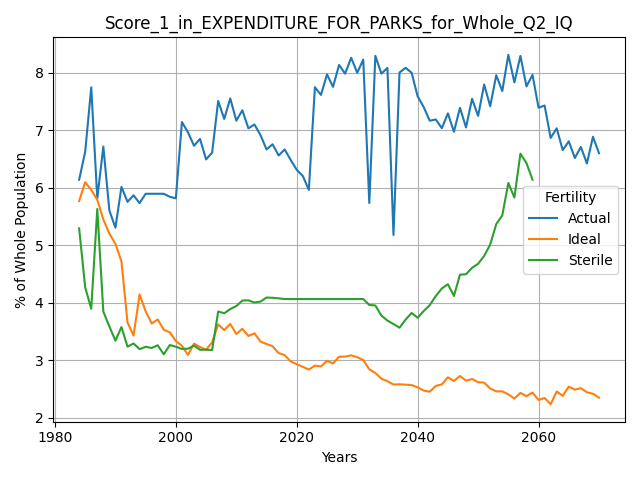 Score_1_in_EXPENDITURE_FOR_PARKS_for_Whole_Q2_IQ
% of Whole Population
8
7
6
5
4
3
2
Fertility
Actual
Ideal
Sterile
1980 2000 2020 2040 2060
Years